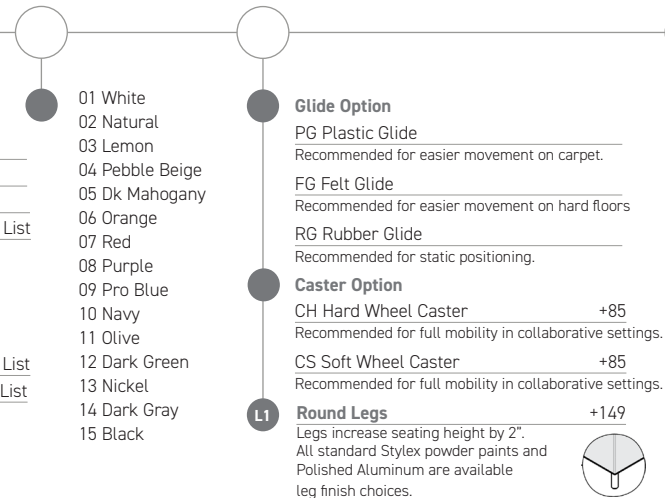 List
List
List
01 White
02 Natural
03 Lemon
04 Pebble Beige
05 Dk Mahogany
06 Orange
07 Red
08 Purple
09 Pro Blue
10 Navy
11 Olive
12 Dark Green
13 Nickel
14 Dark Gray
15 Black
Glide Option
PG Plastic Glide
Recommended for easier movement on carpet.
FG Felt Glide
Recommended for easier movement on hard floors
RG Rubber Glide
Recommended for static positioning.
Caster Option
CH Hard Wheel Caster +85
Recommended for full mobility in collaborative settings.
CS Soft Wheel Caster +85
Recommended for full mobility in collaborative settings.
L1 Round Legs +149
Legs increase seating height by 2".
All standard Stylex powder paints and
Polished Aluminum are available
leg finish choices.